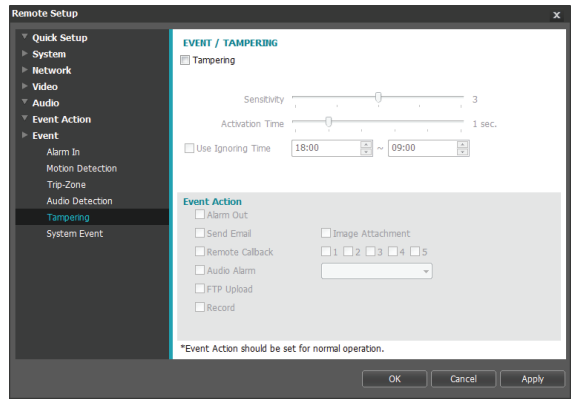 Remote Setup x
Quick Setup
System
Network
Video
Audio
Event Action
Event
Alarm In
Motion Detection
Trip-Zone
Audio Detection
Tampering
System Event
EVENT / TAMPERING
Tampering
Sensitivity 3
Activation Time 1 sec.
Use Ignoring Time 18:00 ~ 09:00
Event Action
Alarm Out
Send Email Image Attachment
Remote Callback 1 2 3 4 5
Audio Alarm
FTP Upload
Record
*Event Action should be set for normal operation.
OK Cancel Apply